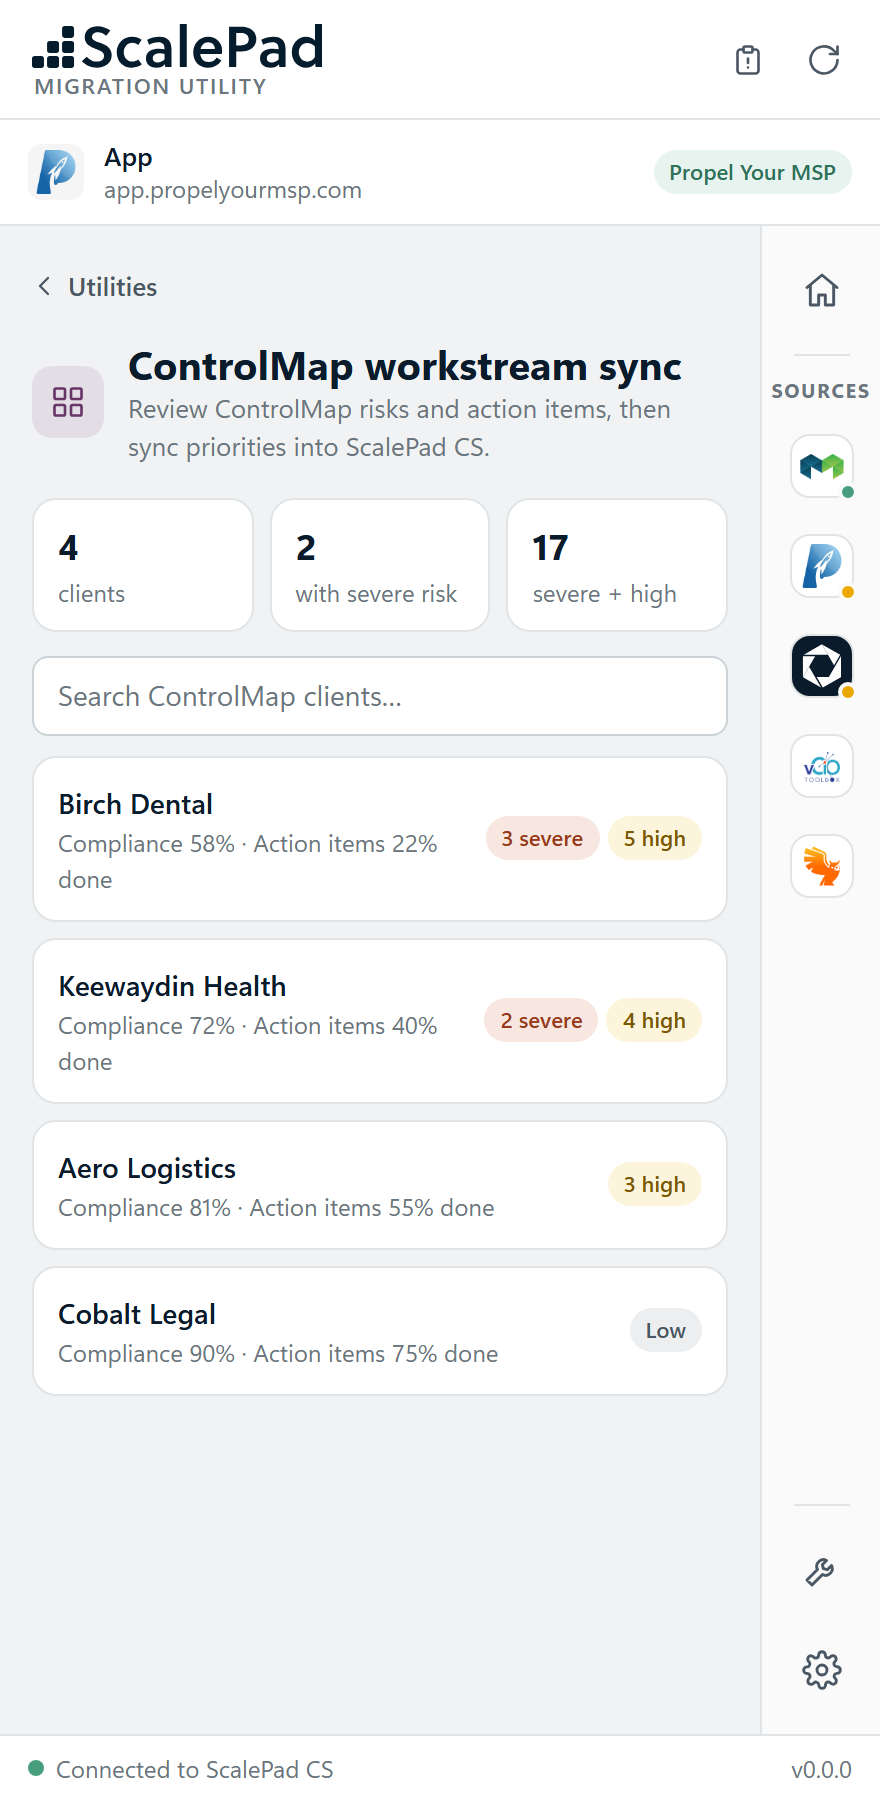 ScalePad
MIGRATION UTILITY
App
app.propelyourmsp.com
Propel Your MSP
Utilities
ControlMap workstream sync
Review ControlMap risks and action items, then
sync priorities into ScalePad CS.
4
clients
2
with severe risk
17
severe + high
Search ControlMap clients...
Birch Dental
Compliance 58% · Action items 22%
done
3 severe
5 high
Keewaydin Health
Compliance 72% · Action items 40%
done
2 severe
4 high
Aero Logistics
Compliance 81% · Action items 55% done
3 high
Cobalt Legal
Compliance 90% · Action items 75% done
Low
SOURCES
vCIO
TOOLBOX
Connected to ScalePad CS
v0.0.0